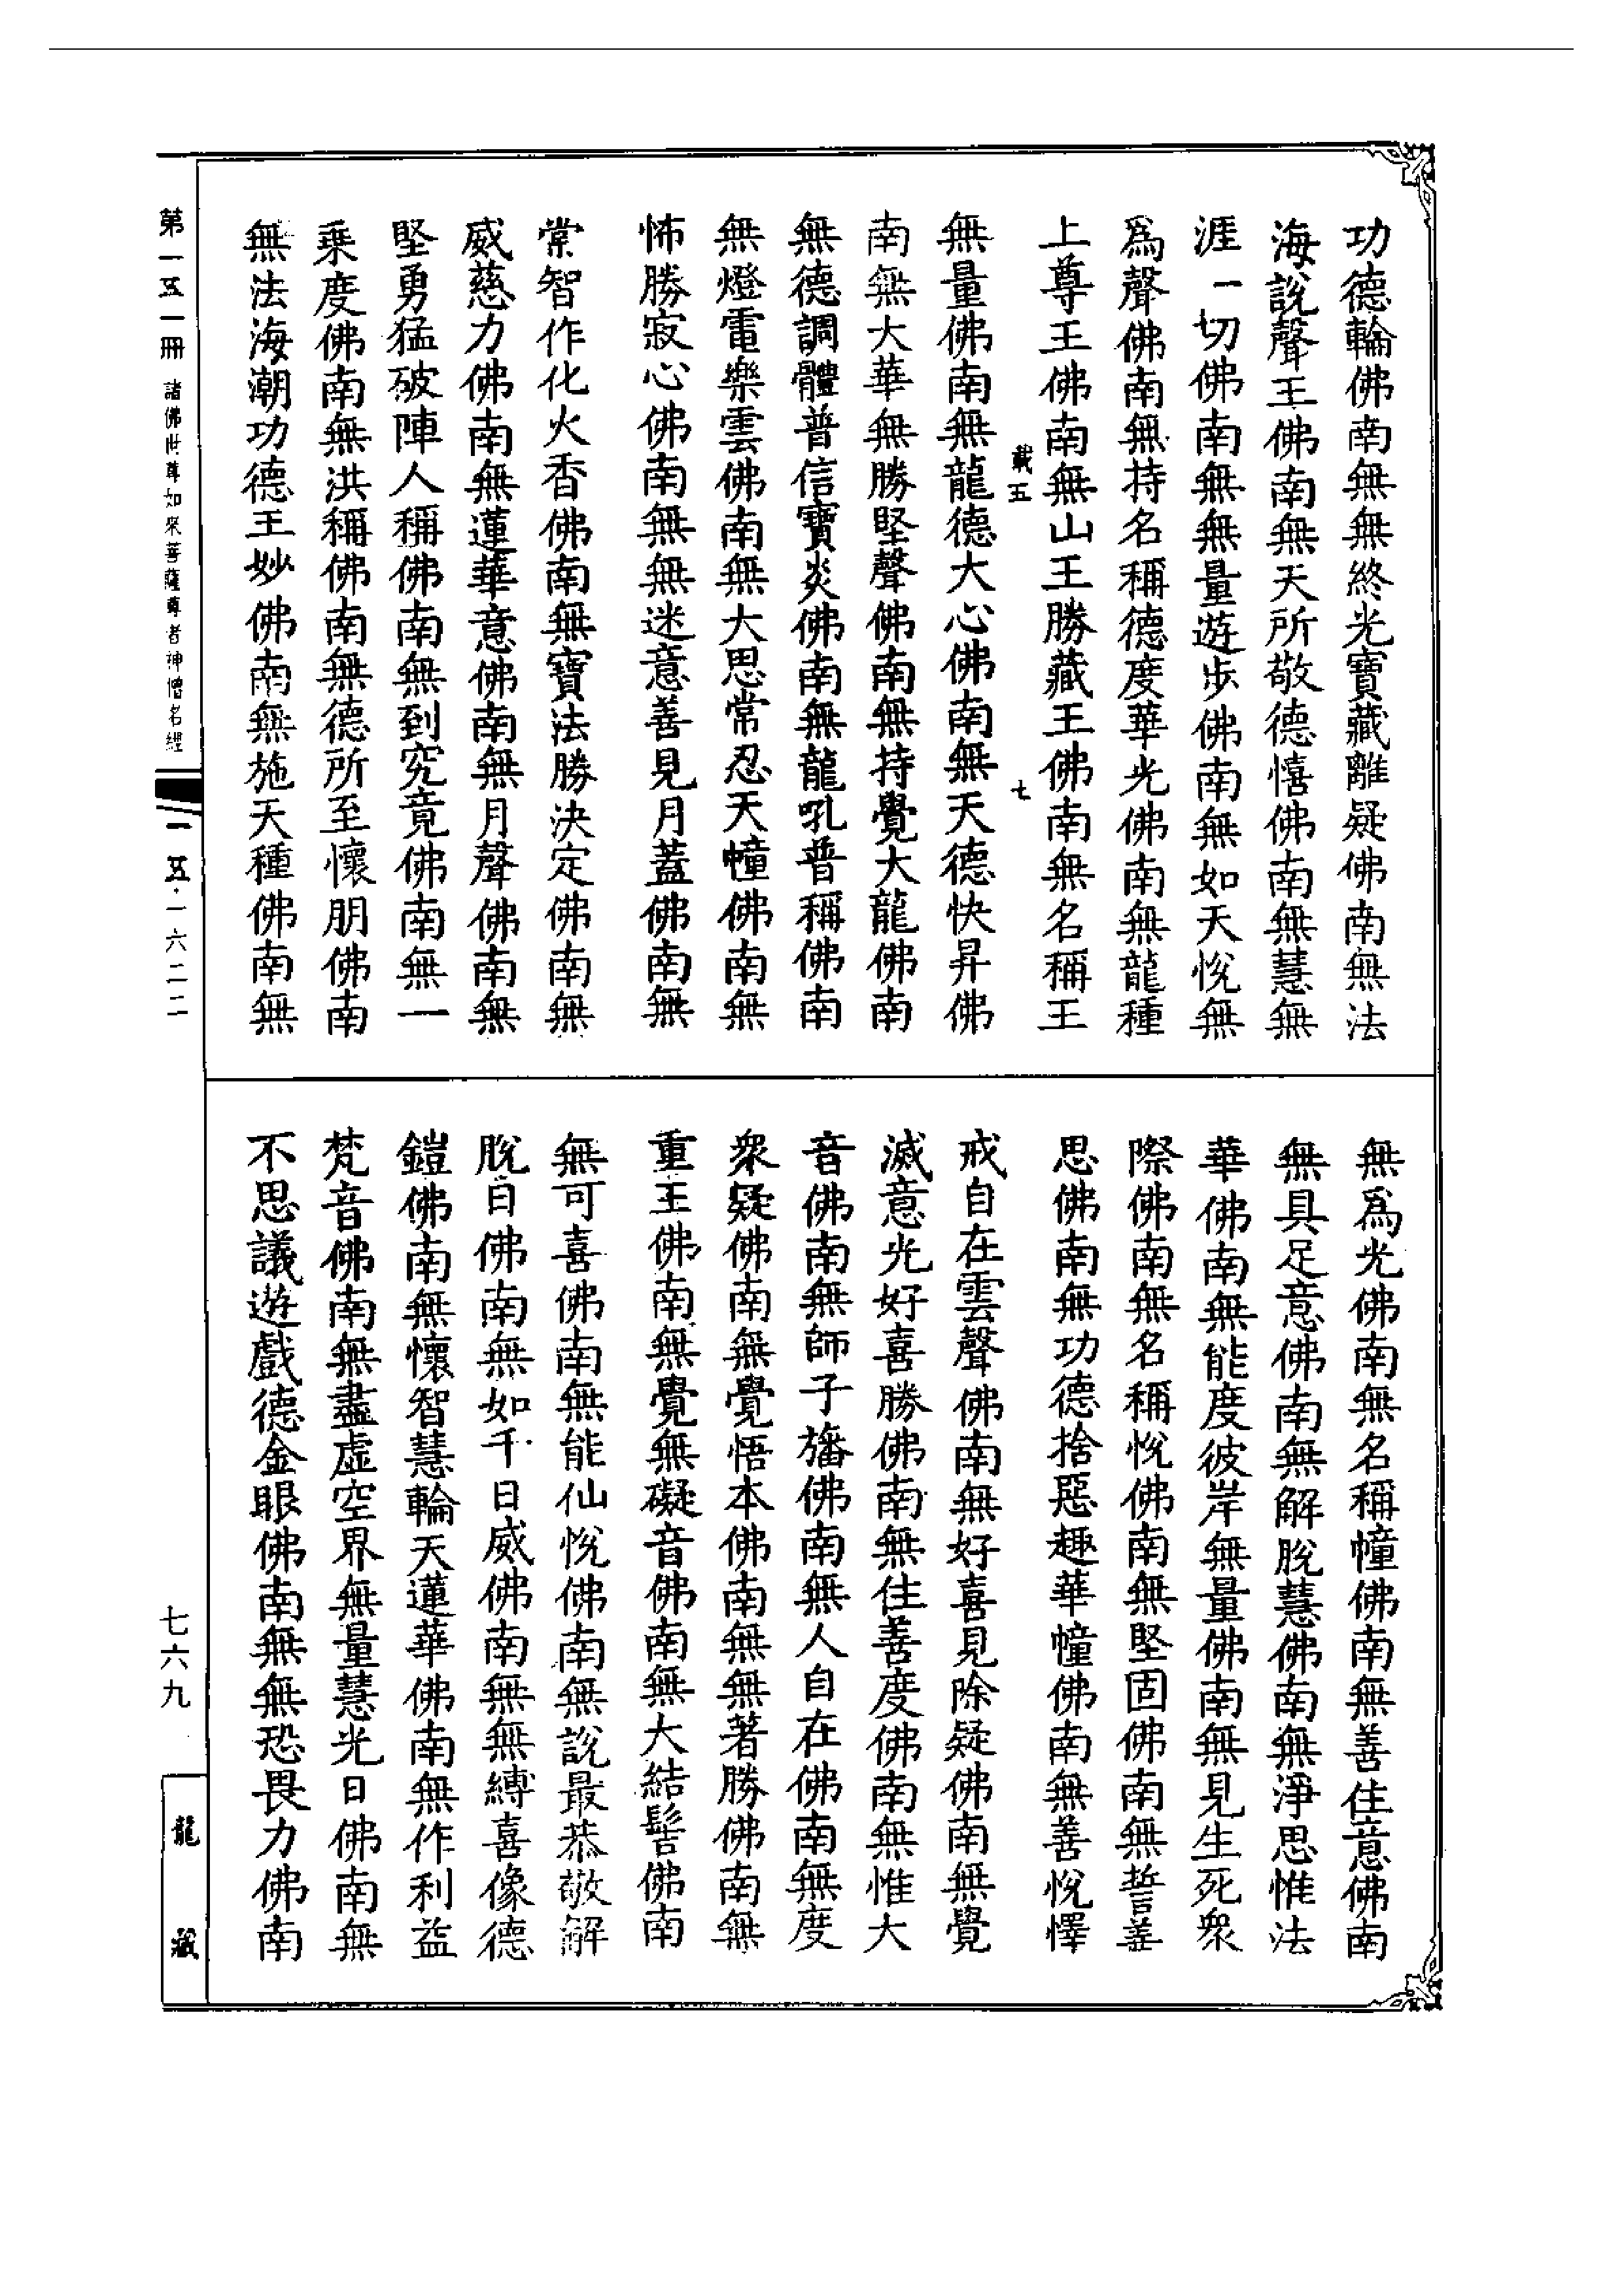 功德輪佛南無終光寶藏離疑佛南無法
海說聲王佛南無天所敬德憘佛南無慧無
涯一切佛南無無量遊步佛南無如天悅無
爲聲佛南無持名稱德度華光佛南無龍種
上尊王佛南無山王勝藏王佛南無名稱王
載五 七
無量佛南無龍德大心佛南無天德快昇佛
南無大華無勝堅聲佛南無持覺大龍佛南
無德調體普信寶炎佛南無龍吼普稱佛南
無燈電樂雲佛南無大思常忍天幢佛南無
怖勝寂心佛南無無迷意善見月蓋佛南無
常智作化火香佛南無寶法勝決定佛南無
威慈力佛南無蓮華意佛南無月聲佛南無
堅勇猛破陣人稱佛南無到究竟佛南無一
乘度佛南無洪稱佛南無德所至懷朋佛南
無法海潮功德王妙佛南無施天種佛南無
無爲光佛南無名稱幢佛南無善住意佛南
無具足意佛南無解脫慧佛南無淨思惟法
華佛南無能度彼岸無量佛南無見生死衆
際佛南無名稱悅佛南無堅固佛南無誓善
思佛南無功德捨惡趣華幢佛南無善悅懌
戒自在雲聲佛南無好喜見除疑佛南無覺
滅意光好喜勝佛南無住善度佛南無惟大
音佛南無師子旛佛南無人自在佛南無度
衆疑佛南無覺悟本佛南無無著勝佛南無
重王佛南無覺無礙音佛南無大結髻佛南
無可喜佛南無能仙悅佛南無說最恭敬解
脫日佛南無如千日威佛南無無縛喜像德
鎧佛南無懷智慧輪天蓮華佛南無作利益
梵音佛南無盡虛空界無量慧光日佛南無
不思議遊戲德金眼佛南無無恐畏力佛南
第一五一冊 諸佛世尊如來菩薩尊者神僧名經
一五·一六二二
七六九
龍藏